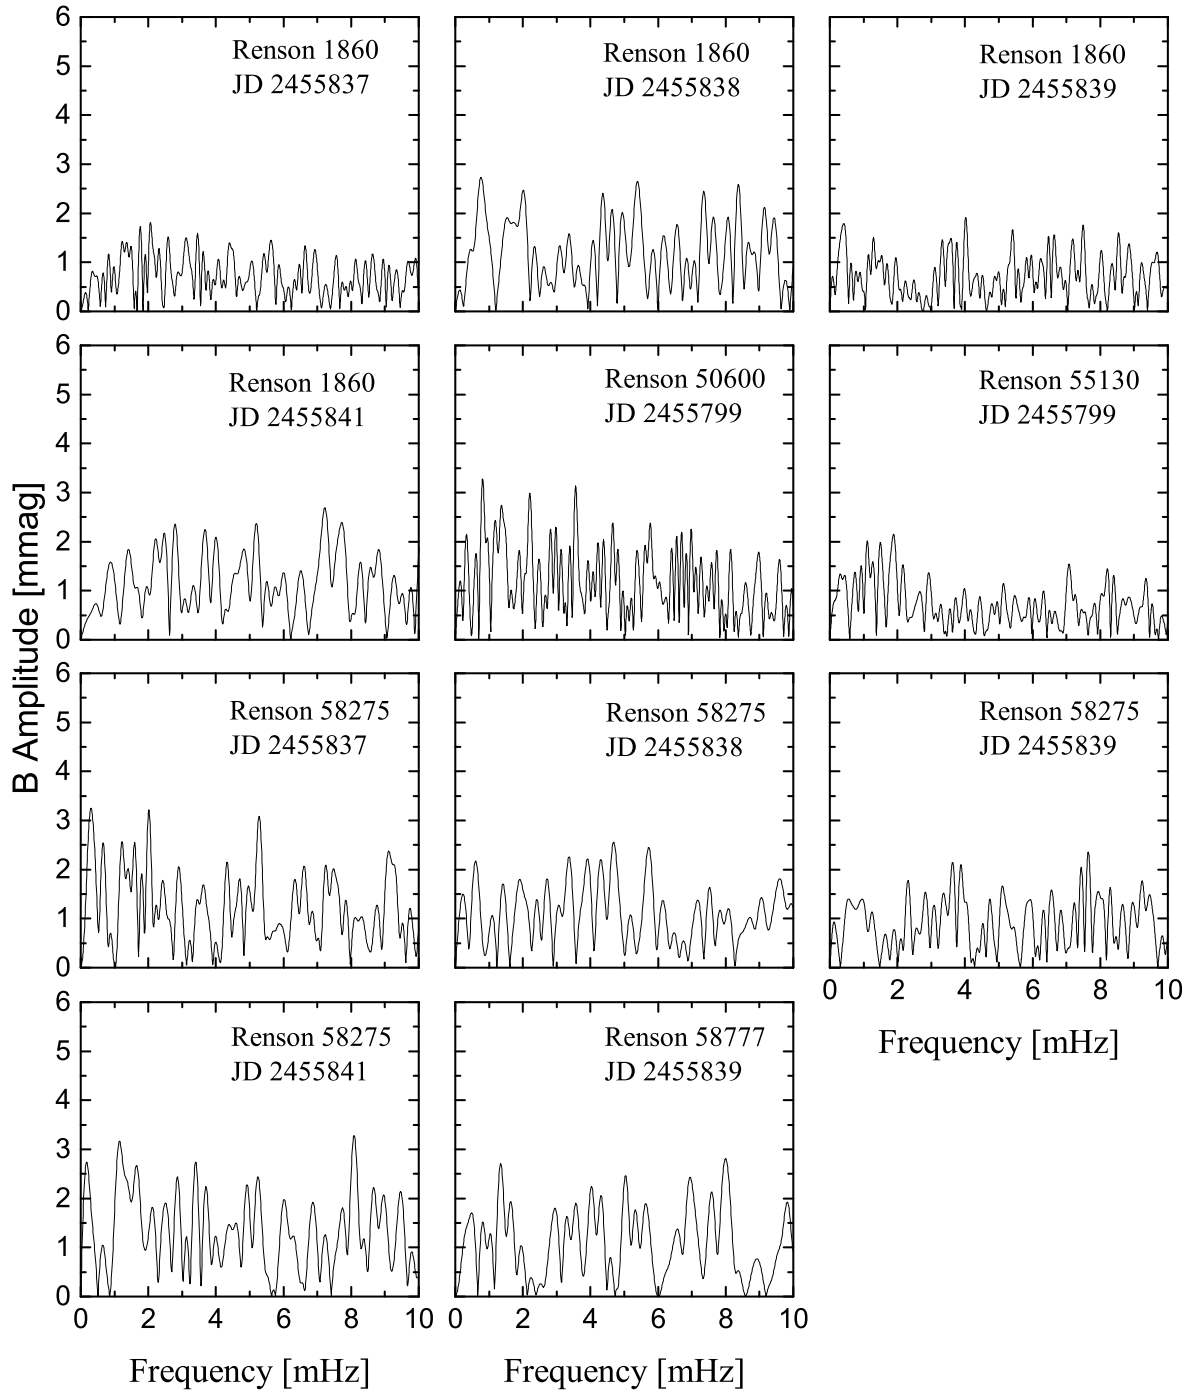 6
5
4
3
2
1
0
Renson 1860
JD 2455837
Renson 1860
JD 2455838
Renson 1860
JD 2455839
6
5
4
3
2
1
0
Renson 1860
JD 2455841
Renson 50600
JD 2455799
Renson 55130
JD 2455799
B Amplitude [mmag]
6
5
4
3
2
1
0
Renson 58275
JD 2455837
Renson 58275
JD 2455838
Renson 58275
JD 2455839
0 2 4 6 8 10
Frequency [mHz]
6
5
4
3
2
1
0
Renson 58275
JD 2455841
Renson 58777
JD 2455839
0 2 4 6 8 10
0 2 4 6 8 10
Frequency [mHz]
Frequency [mHz]